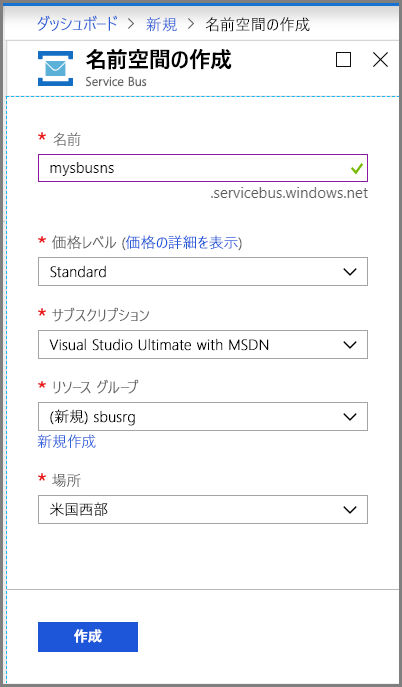 ダッシュボード > 新規 > 名前空間の作成
名前空間の作成
Service Bus
* 名前
mysbusns
.servicebus.windows.net
* 価格レベル (価格の詳細を表示)
Standard
* サブスクリプション
Visual Studio Ultimate with MSDN
* リソース グループ
(新規) sbusrg
新規作成
* 場所
米国西部
作成